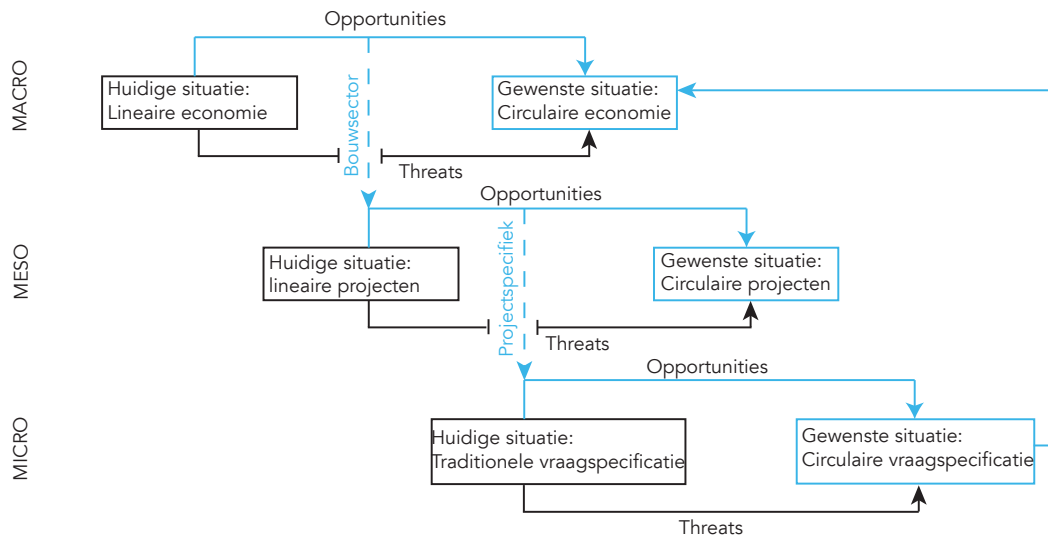 Opportunities
MACRO
Huidige situatie:
Lineaire economie
Gewenste situatie:
Circulaire economie
Bouwsector
Threats
Opportunities
MESO
Huidige situatie:
lineaire projecten
Gewenste situatie:
Circulaire projecten
Projectspecifiek
Threats
Opportunities
MICRO
Huidige situatie:
Traditionele vraagspecificatie
Gewenste situatie:
Circulaire vraagspecificatie
Threats